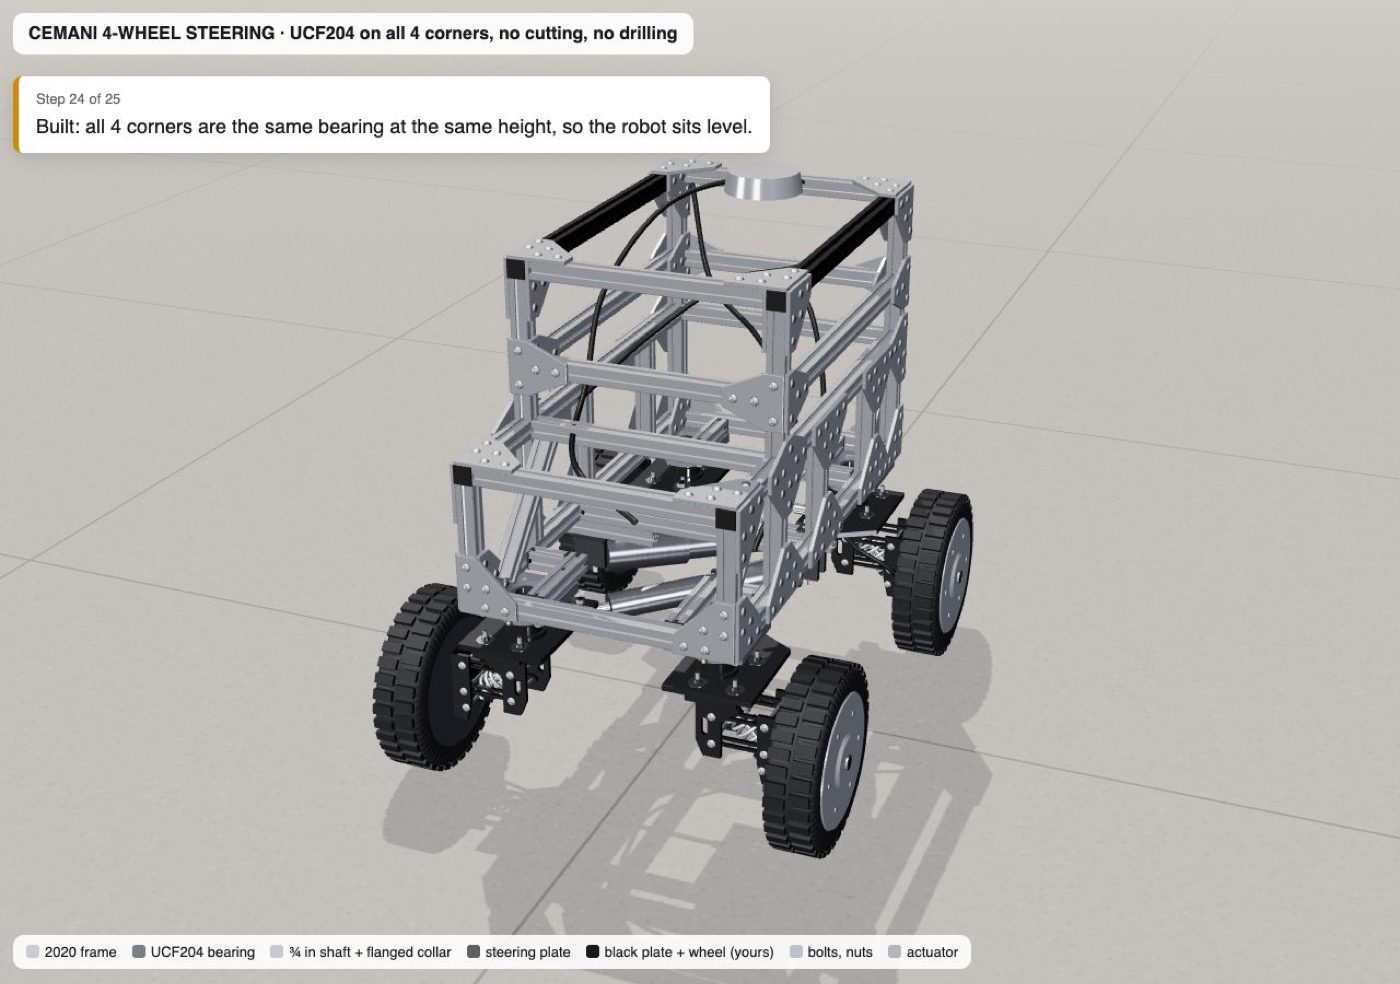 CEMANI 4-WHEEL STEERING · UCF204 on all 4 corners, no cutting, no drilling
Step 24 of 25
Built: all 4 corners are the same bearing at the same height, so the robot sits level.
2020 frame
UCF204 bearing
¾ in shaft + flanged collar
steering plate
black plate + wheel (yours)
bolts, nuts
actuator